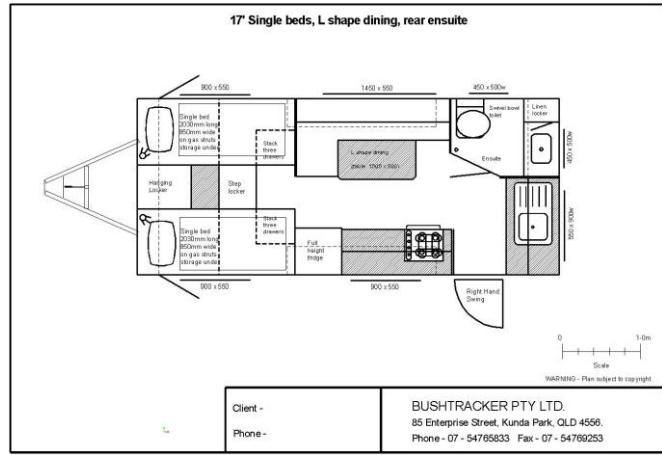 17' Single beds, L shape dining, rear ensuite
900 x 550
1450 x 550
450 x 500w
Single bed
2030mm long
850mm wide
on gas struts
storage under
Stack
three
drawers
L shape dining
Swivel bowl
toilet
Linen
locker
Ensuite
450 x 500w
Hanging
Locker
Step
locker
Single bed
2030mm long
850mm wide
on gas struts
storage under
Stack
three
drawers
Full
height
fridge
550 x 900w
900 x 550
900 x 550
Right Hand
Swing
0
1-0m
Scale
WARNING - Plan subject to copyright
Client -
Phone -
BUSHTRACKER PTY LTD.
85 Enterprise Street, Kunda Park, QLD 4556.
Phone - 07 - 54765833 Fax - 07 - 54769253